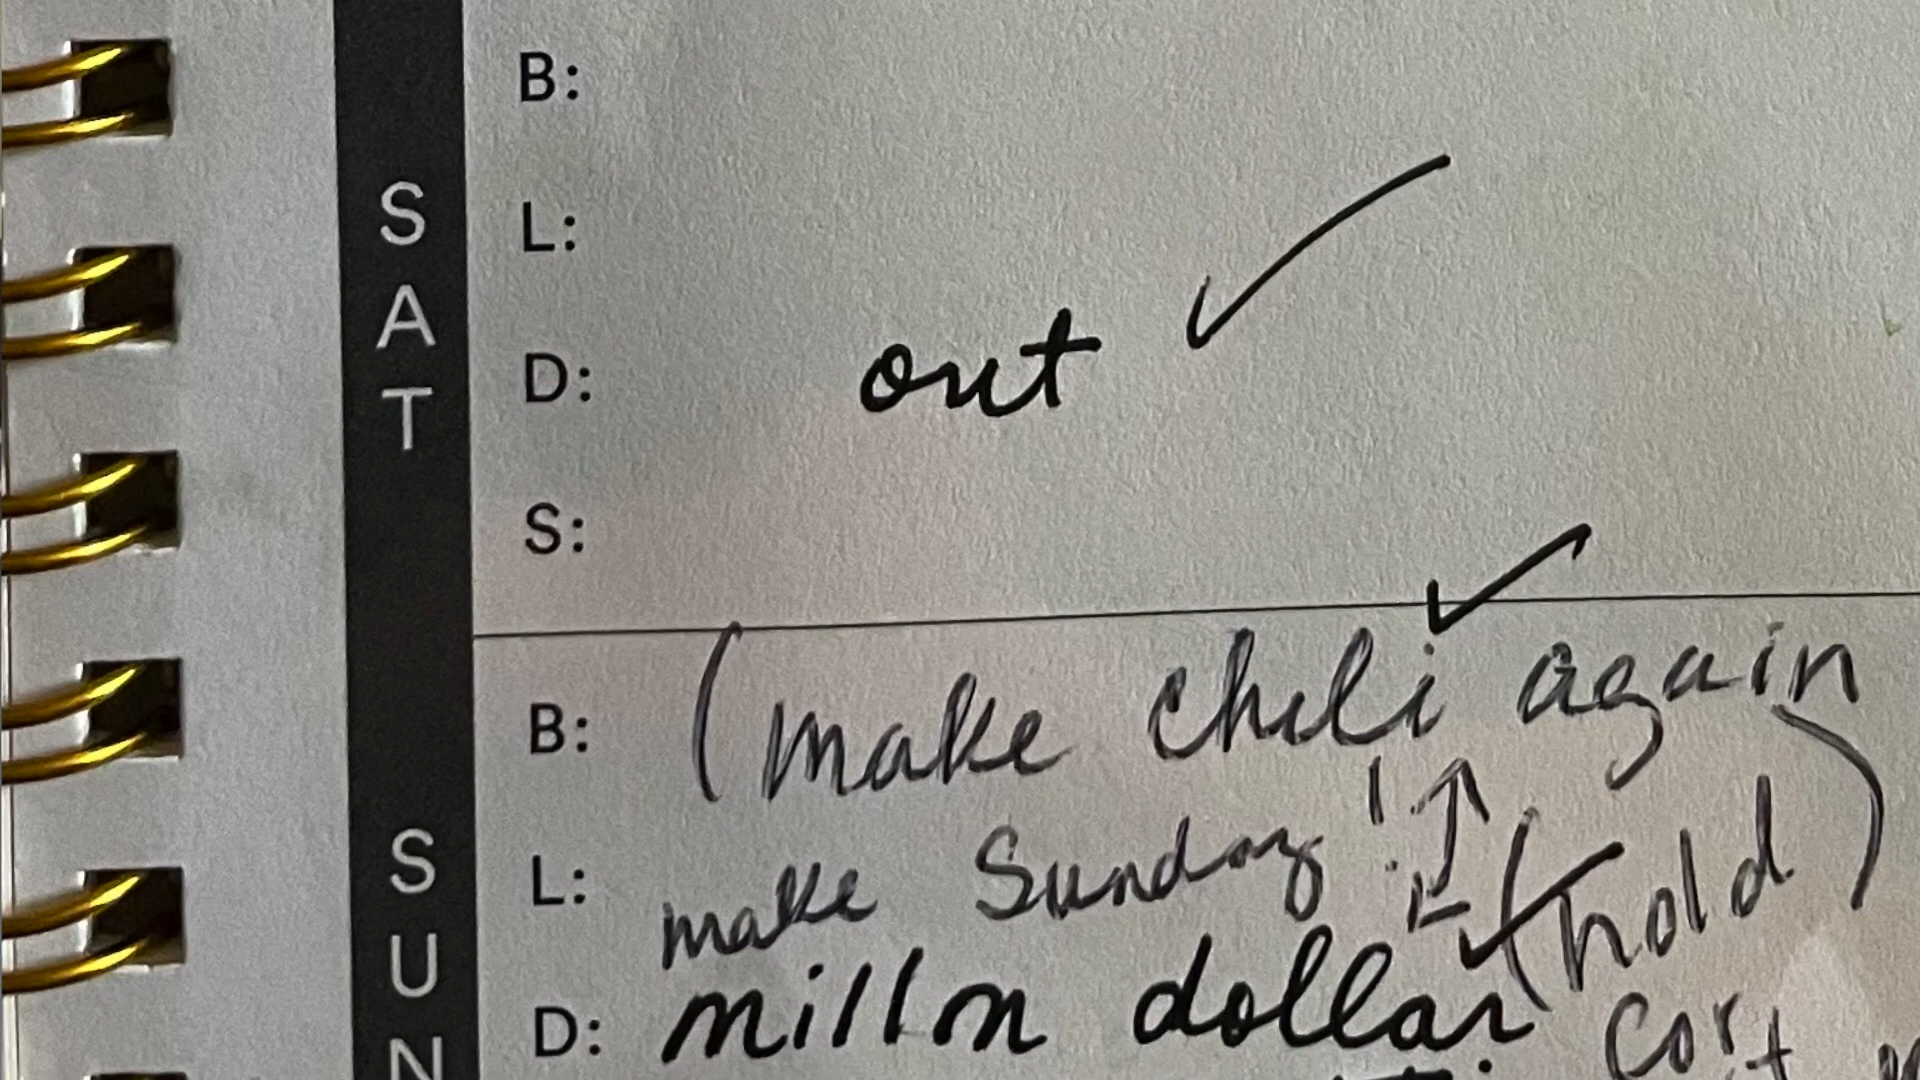 B:
L:
SAT
D: out ✓
S:
B: (make chili ✓ again
L: make Sunday! (hold)
SUN
D: millon dollar ✓